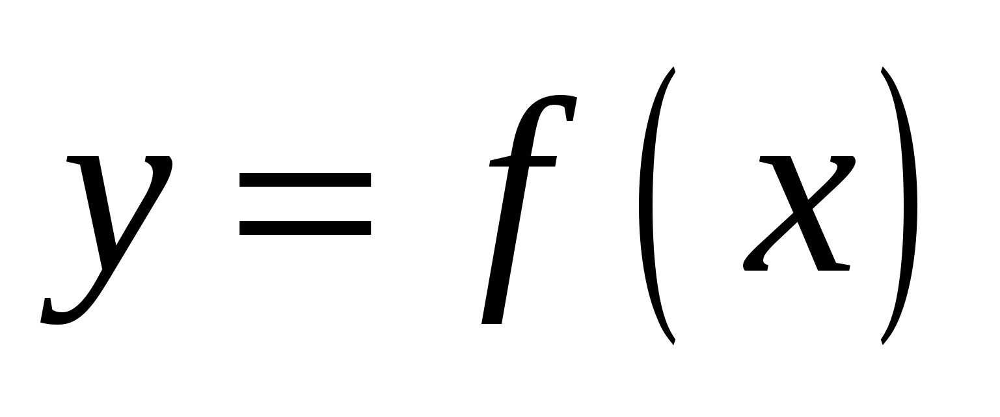 y = f ( x )